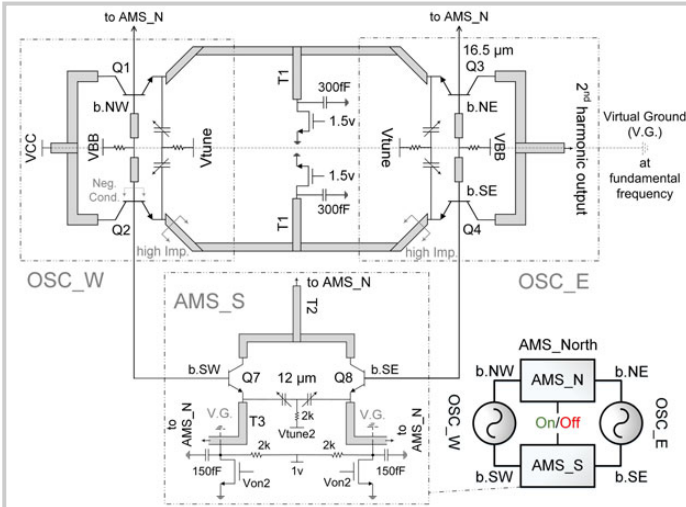 to AMS_N
to AMS_N
Q1
b.NW
T1
300fF
1.5v
16.5 µm
Q3
b.NE
VCC
VBB
Vtune
Vtune
VBB
2nd harmonic output
Virtual Ground
(V.G.)
at
fundamental
frequency
Neg.
Cond.
Q2
high Imp.
1.5v
300fF
T1
high Imp.
b.SE
Q4
OSC_W
OSC_E
AMS_S
to AMS_N
T2
b.SW
Q7
12 µm
Q8
b.SE
to
AMS_N
V.G.
T3
2k
Vtune2
V.G.
to
AMS_N
2k
2k
150fF
1v
150fF
Von2
Von2
AMS_North
b.NW
AMS_N
b.NE
OSC_W
On/Off
OSC_E
b.SW
AMS_S
b.SE